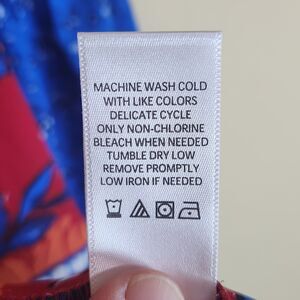 MACHINE WASH COLD
WITH LIKE COLORS
DELICATE CYCLE
ONLY NON-CHLORINE
BLEACH WHEN NEEDED
TUMBLE DRY LOW
REMOVE PROMPTLY
LOW IRON IF NEEDED